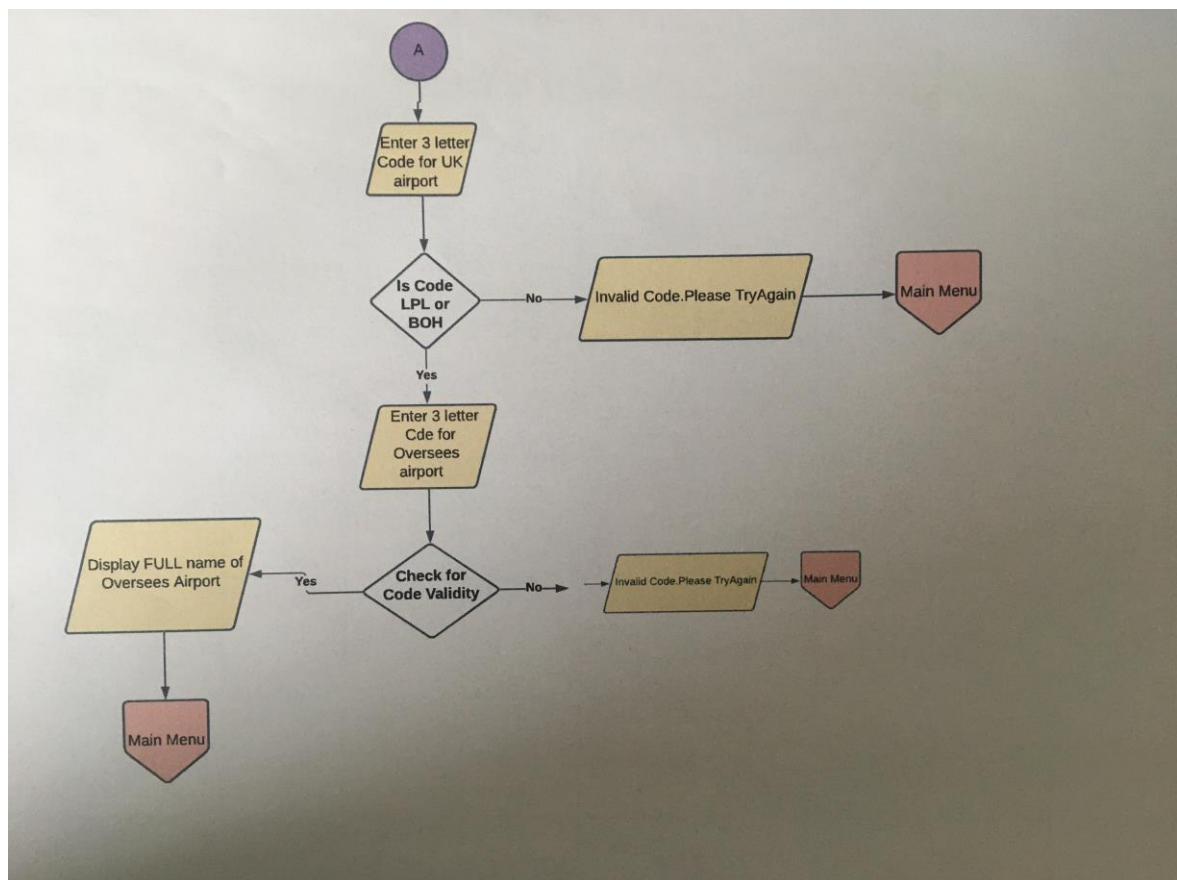 A
Enter 3 letter
Code for UK
airport
Is Code
LPL or
BOH
No
Invalid Code.Please TryAgain
Main Menu
Yes
Enter 3 letter
Cde for
Oversees
airport
Display FULL name of
Oversees Airport
Yes
Check for
Code Validity
No
Invalid Code.Please TryAgain
Main Menu
Main Menu